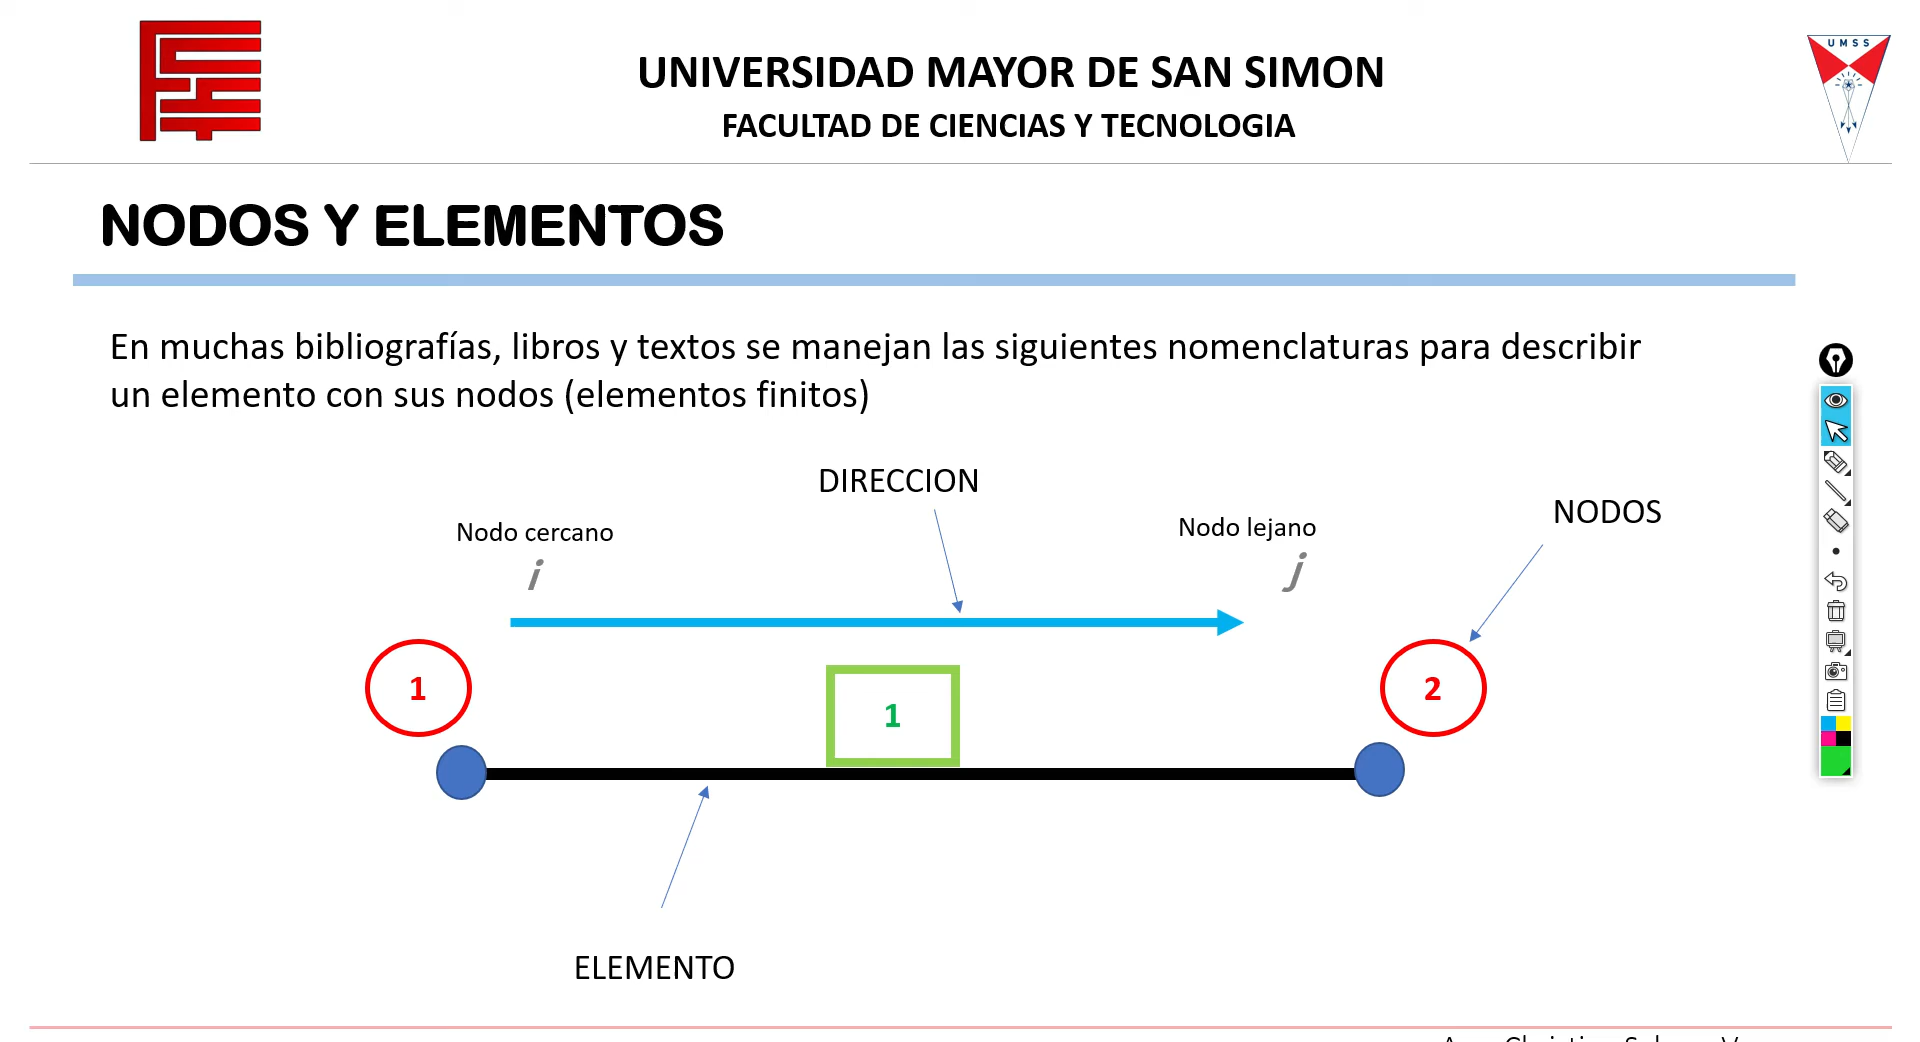 UNIVERSIDAD MAYOR DE SAN SIMON
FACULTAD DE CIENCIAS Y TECNOLOGIA
UMSS
NODOS Y ELEMENTOS
En muchas bibliografías, libros y textos se manejan las siguientes nomenclaturas para describir
un elemento con sus nodos (elementos finitos)
DIRECCION
NODOS
Nodo cercano
Nodo lejano
i
j
1
1
2
ELEMENTO